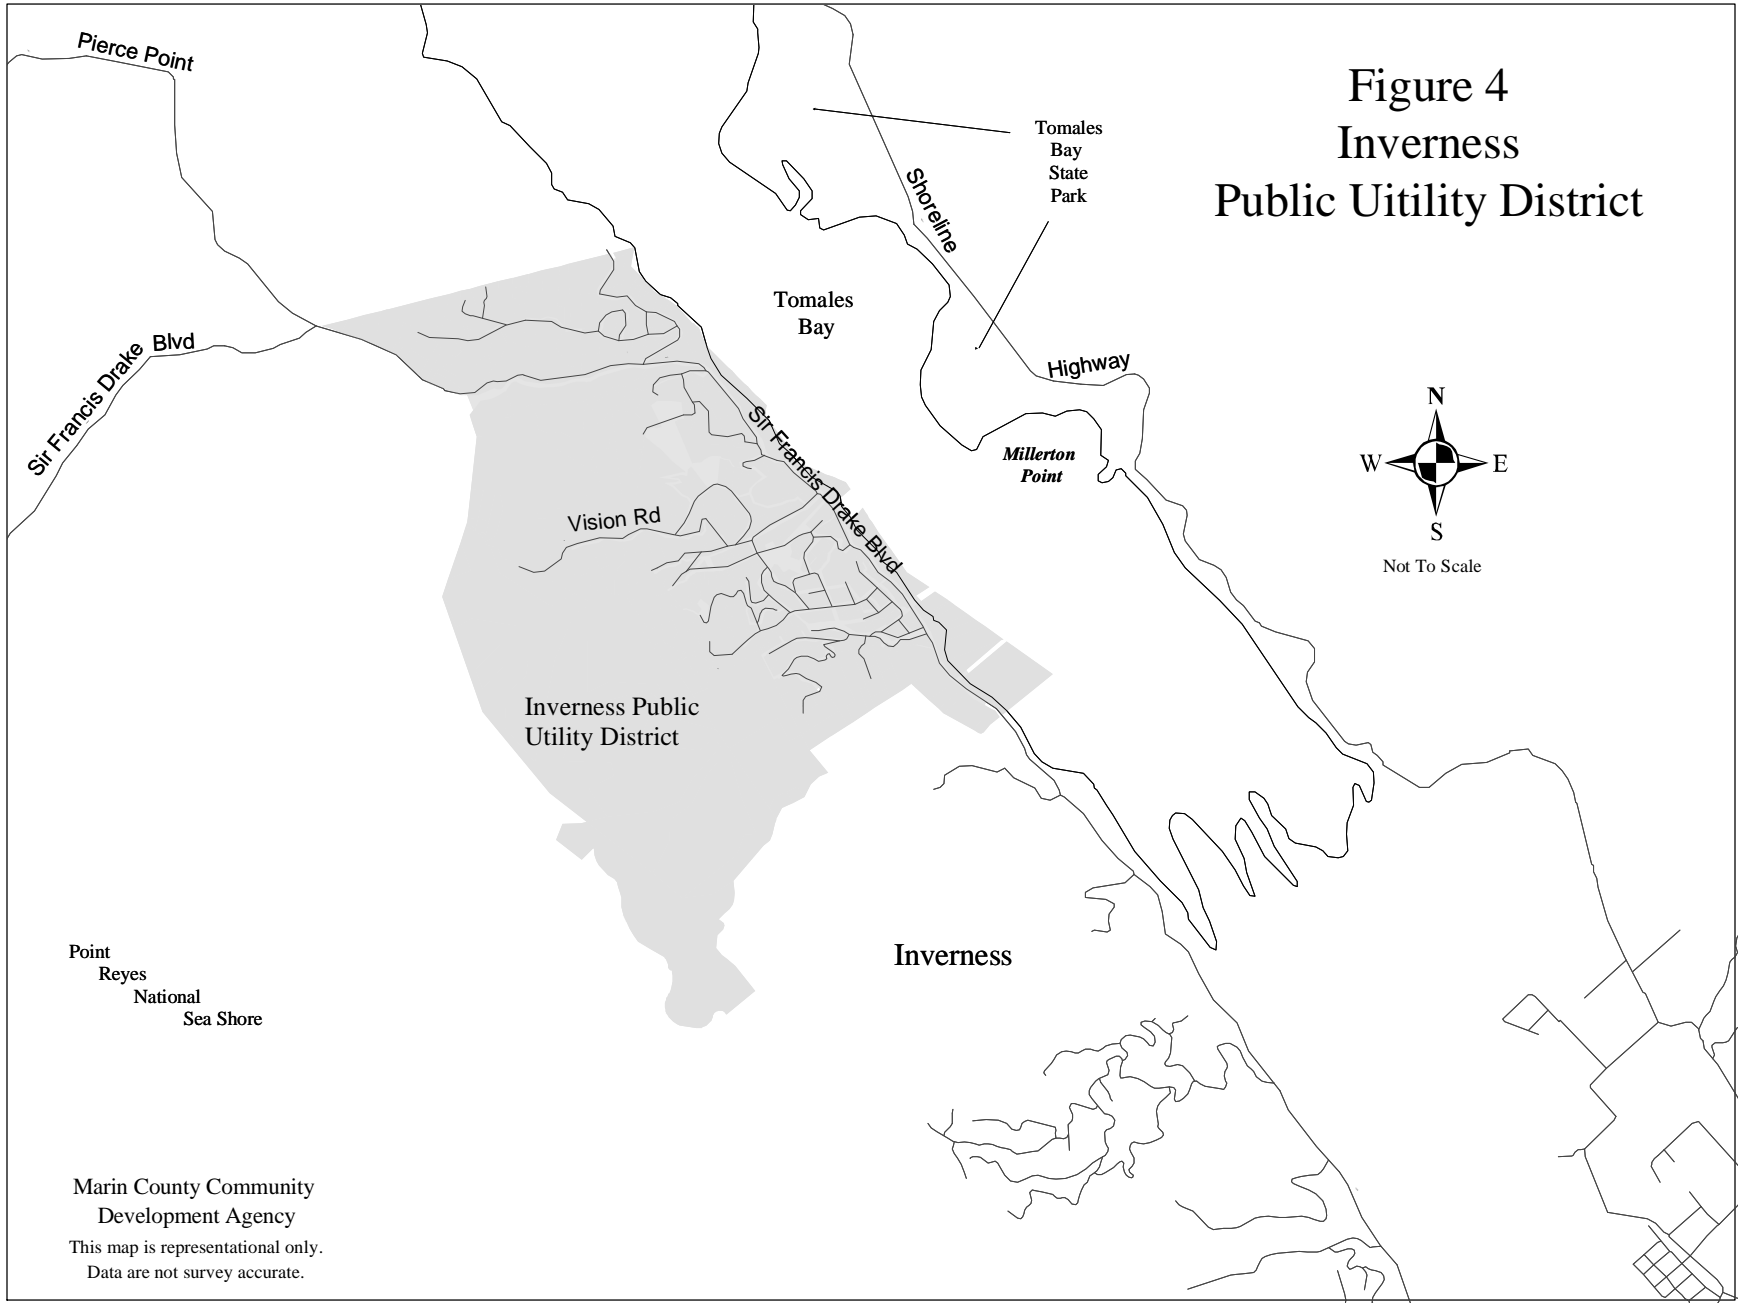 Figure 4
Inverness
Public Uitility District
Pierce Point
Tomales
Bay
State
Park
Shoreline
Tomales
Bay
Sir Francis Drake Blvd
Highway
Sir Francis Drake Blvd
Millerton
Point
N
W E
S
Not To Scale
Vision Rd
Inverness Public
Utility District
Inverness
Point
Reyes
National
Sea Shore
Marin County Community
Development Agency
This map is representational only.
Data are not survey accurate.